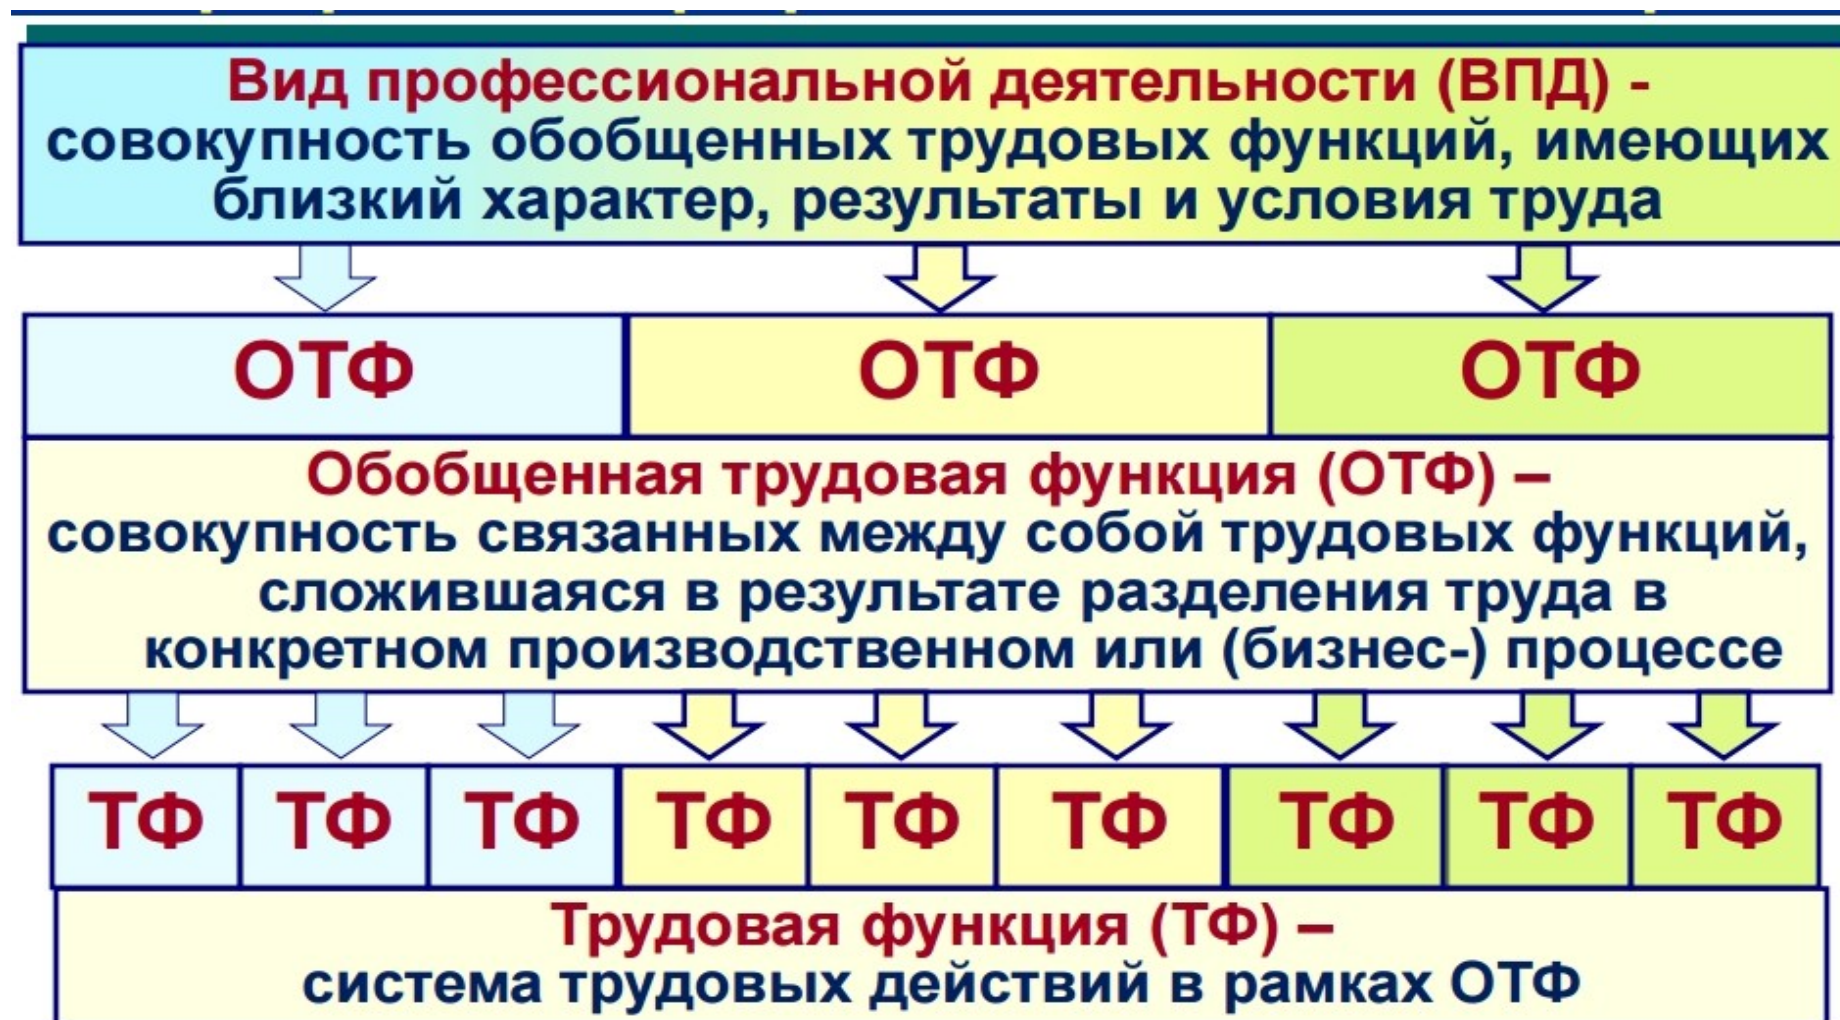 Вид профессиональной деятельности (ВПД) -
совокупность обобщенных трудовых функций, имеющих
близкий характер, результаты и условия труда
ОТФ ОТФ ОТФ
Обобщенная трудовая функция (ОТФ) –
совокупность связанных между собой трудовых функций,
сложившаяся в результате разделения труда в
конкретном производственном или (бизнес-) процессе
ТФ ТФ ТФ ТФ ТФ ТФ ТФ ТФ ТФ
Трудовая функция (ТФ) –
система трудовых действий в рамках ОТФ